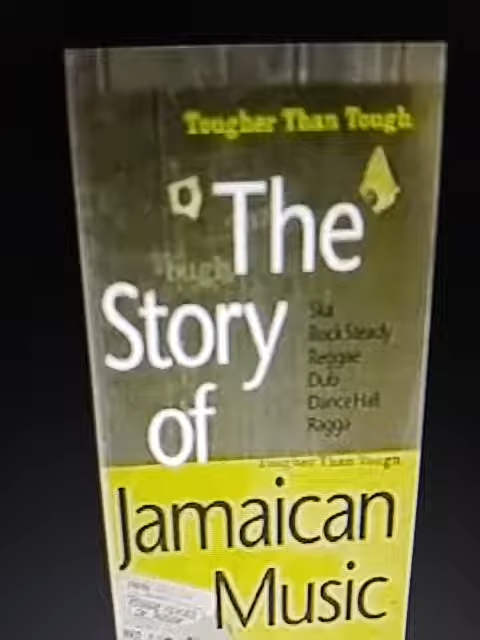 Tougher Than Tough
The
Tough
Story
Ska
Rock Steady
Reggae
Dub
Dance Hall
Ragga
of
Tougher Than Tough
Jamaican
Music